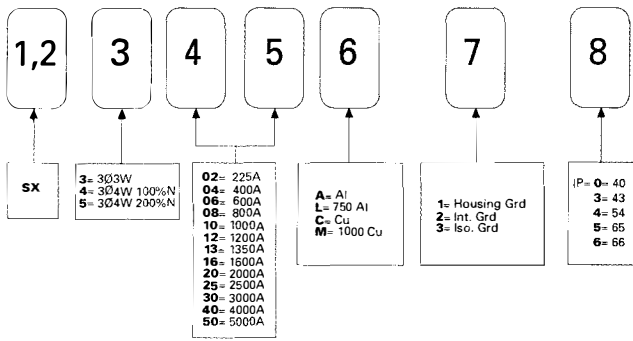 1,2 3 4 5 6 7 8
sx
3= 3Ø3W
4= 3Ø4W 100%N
5= 3Ø4W 200%N
02= 225A
04= 400A
06= 600A
08= 800A
10= 1000A
12= 1200A
13= 1350A
16= 1600A
20= 2000A
25= 2500A
30= 3000A
40= 4000A
50= 5000A
A= Al
L= 750 Al
C= Cu
M= 1000 Cu
1= Housing Grd
2= Int. Grd
3= Iso. Grd
IP= 0= 40
3= 43
4= 54
5= 65
6= 66